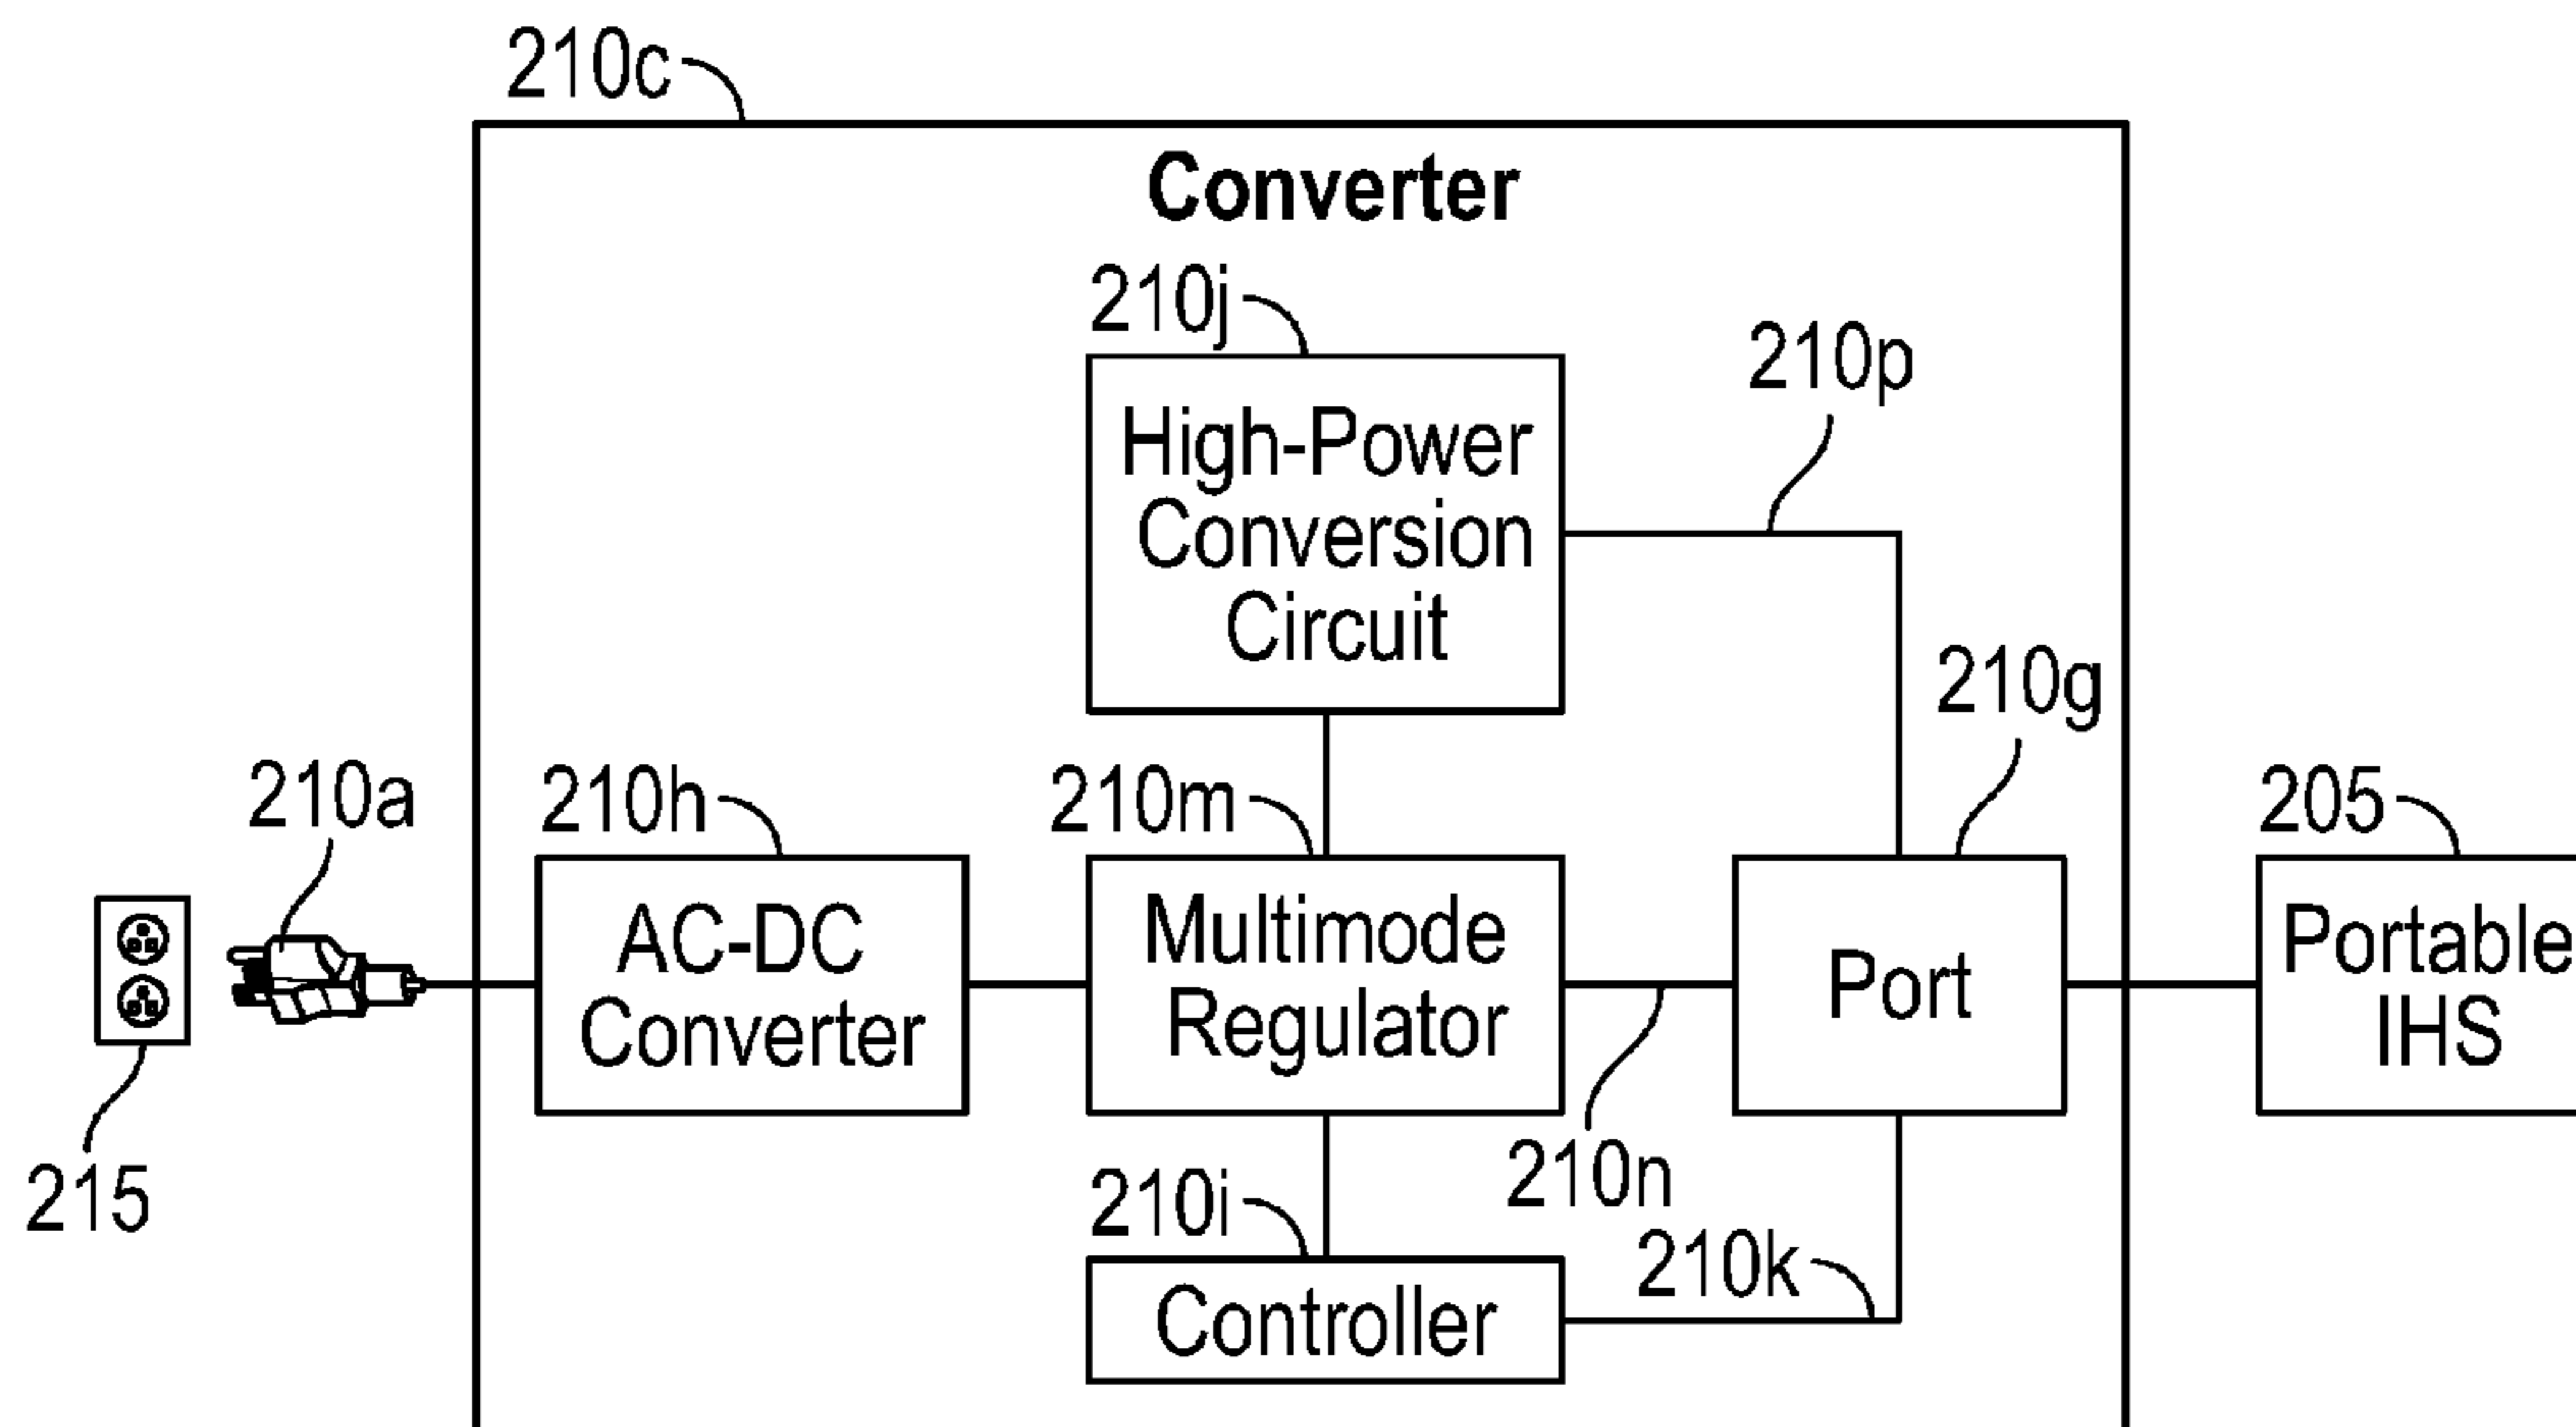 210c
Converter
210j
High-Power
Conversion
Circuit
210p
210g
210a
210h
210m
205
AC-DC
Converter
Multimode
Regulator
Port
Portable
IHS
215
210n
210i
210k
Controller